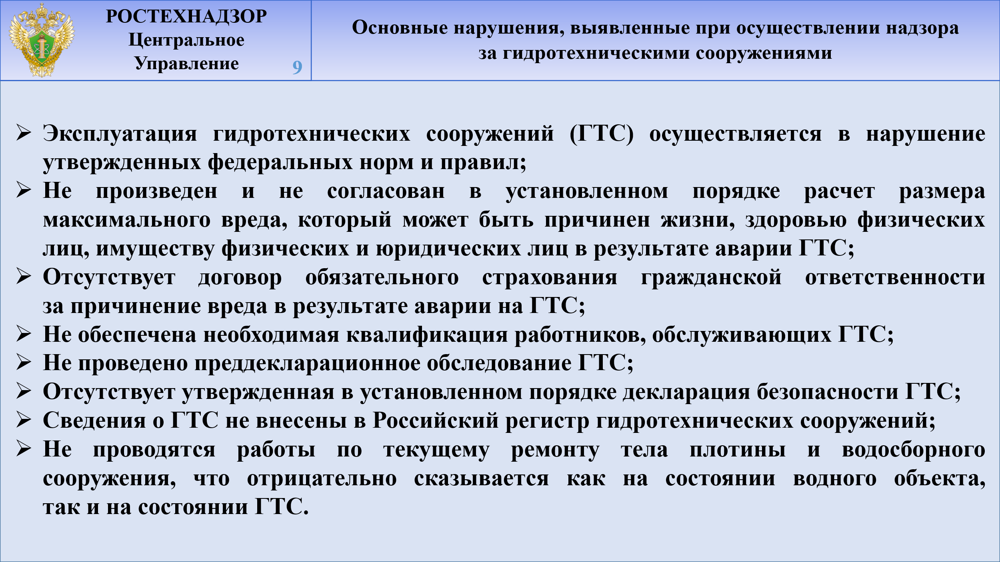 РОСТЕХНАДЗОР
Центральное
Управление
9
Основные нарушения, выявленные при осуществлении надзора
за гидротехническими сооружениями
➢ Эксплуатация гидротехнических сооружений (ГТС) осуществляется в нарушение
утвержденных федеральных норм и правил;
➢ Не произведен и не согласован в установленном порядке расчет размера
максимального вреда, который может быть причинен жизни, здоровью физических
лиц, имуществу физических и юридических лиц в результате аварии ГТС;
➢ Отсутствует договор обязательного страхования гражданской ответственности
за причинение вреда в результате аварии на ГТС;
➢ Не обеспечена необходимая квалификация работников, обслуживающих ГТС;
➢ Не проведено преддекларационное обследование ГТС;
➢ Отсутствует утвержденная в установленном порядке декларация безопасности ГТС;
➢ Сведения о ГТС не внесены в Российский регистр гидротехнических сооружений;
➢ Не проводятся работы по текущему ремонту тела плотины и водосборного
сооружения, что отрицательно сказывается как на состоянии водного объекта,
так и на состоянии ГТС.